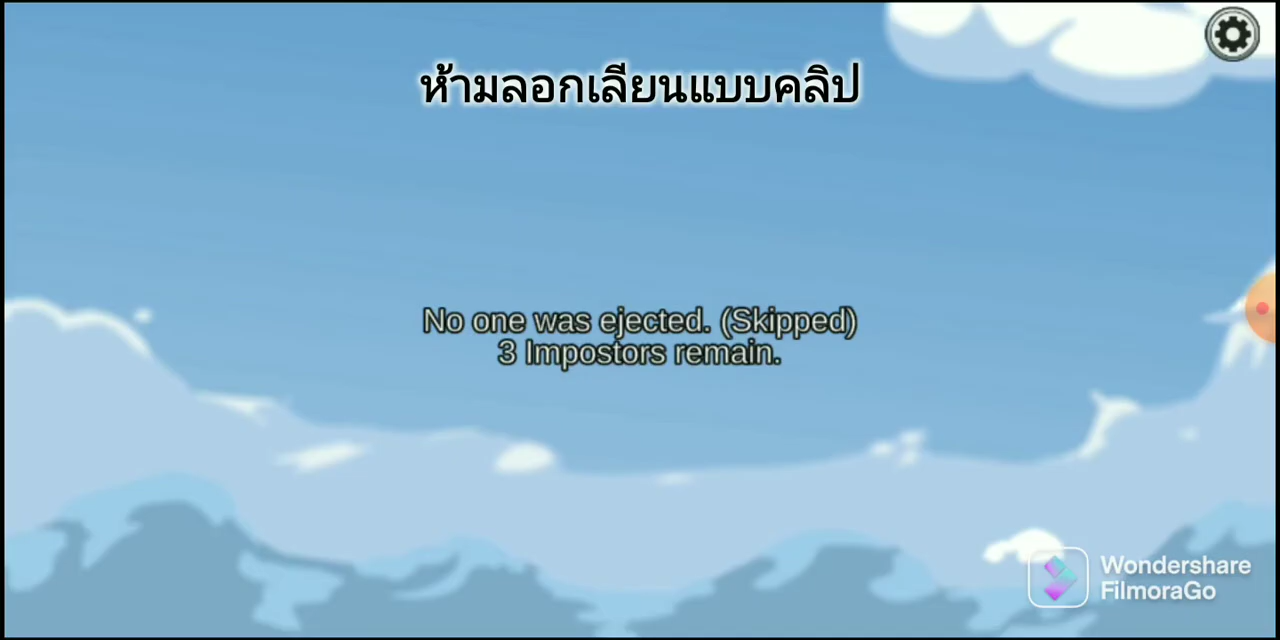 ห้ามลอกเลียนแบบคลิป
No one was ejected. (Skipped)
3 Impostors remain.
Wondershare
FilmoraGo